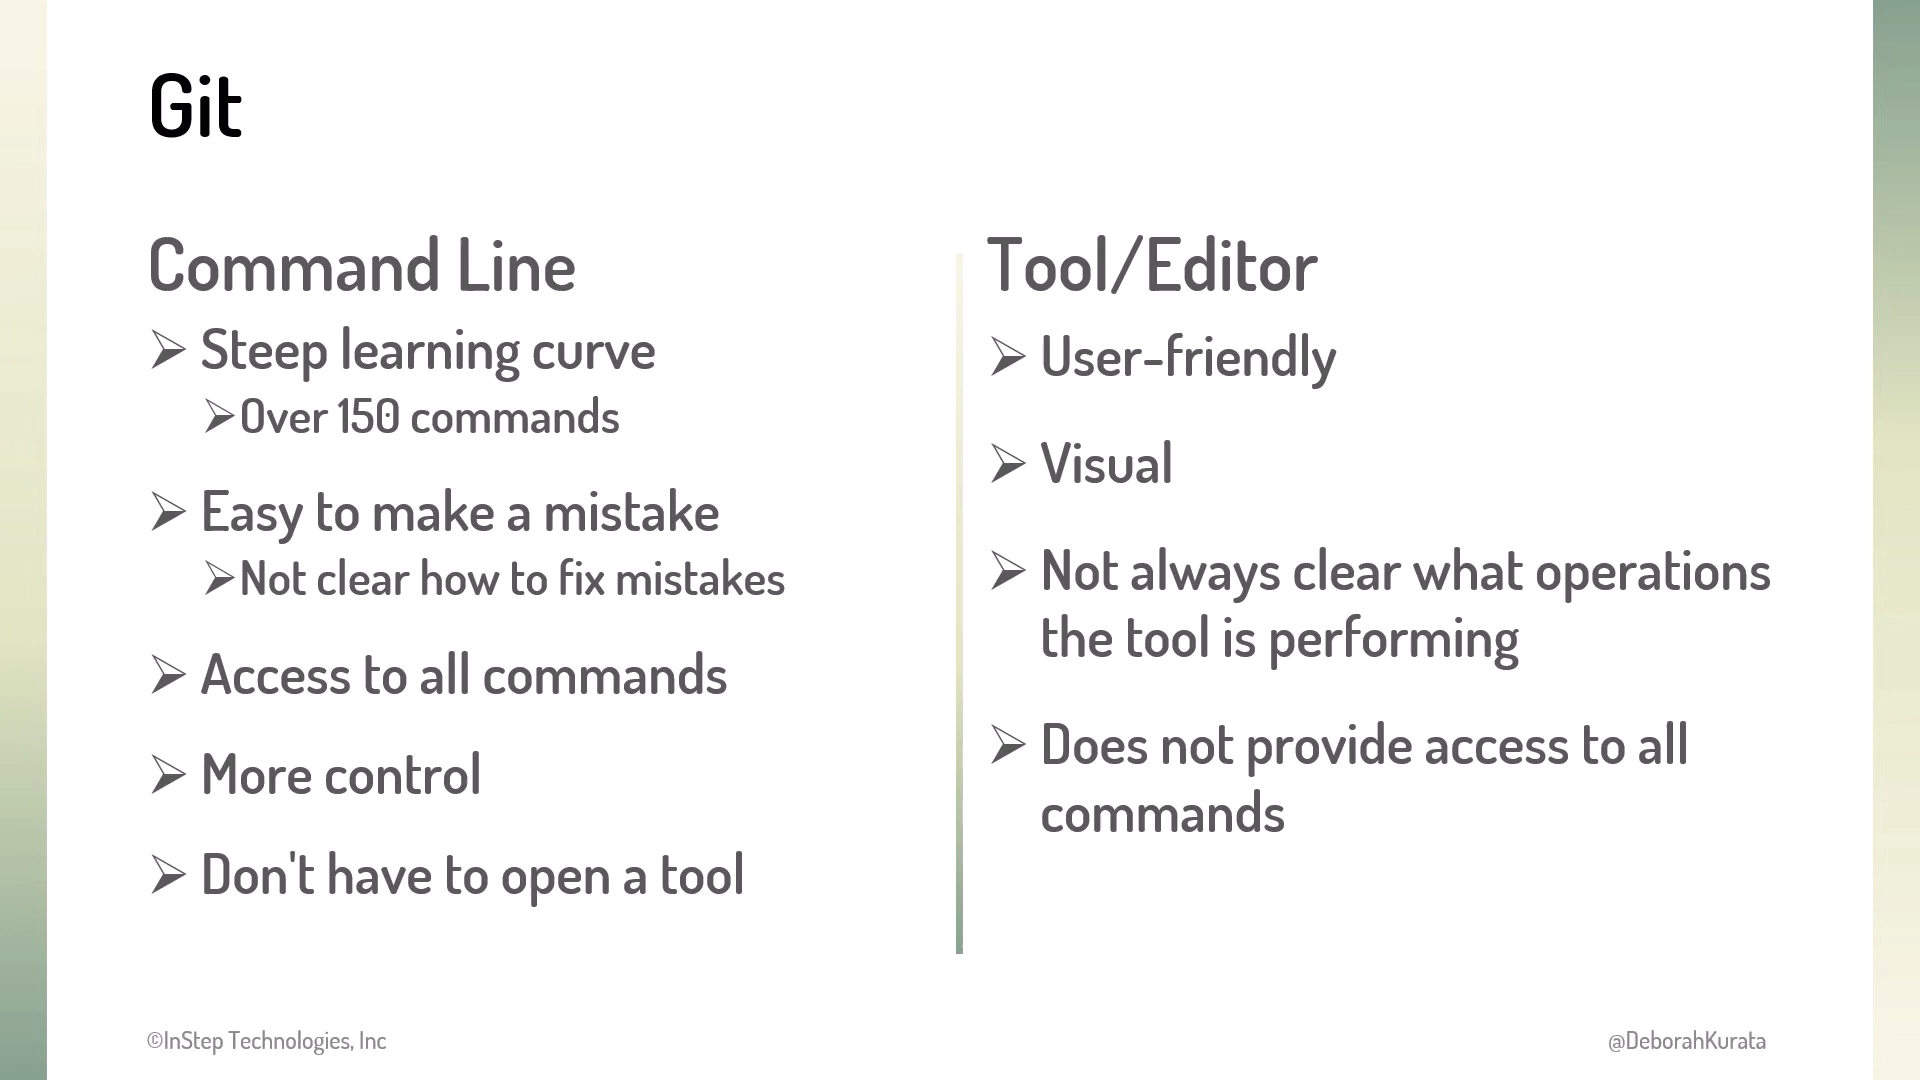 Git
Command Line
➢ Steep learning curve
➢ Over 150 commands
➢ Easy to make a mistake
➢ Not clear how to fix mistakes
➢ Access to all commands
➢ More control
➢ Don't have to open a tool
Tool/Editor
➢ User-friendly
➢ Visual
➢ Not always clear what operations
the tool is performing
➢ Does not provide access to all
commands
©InStep Technologies, Inc
@DeborahKurata